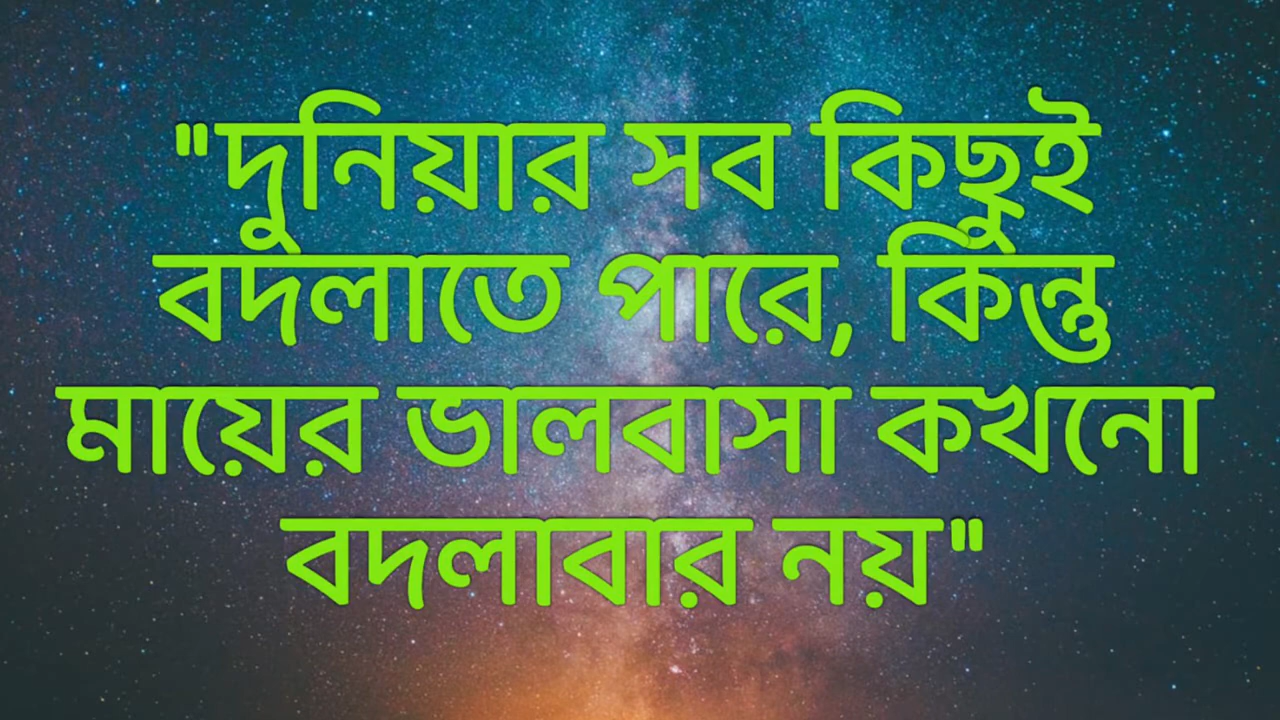 "দুনিয়ার সব কিছুই
বদলাতে পারে, কিন্তু
মায়ের ভালবাসা কখনো
বদলাবার নয়"